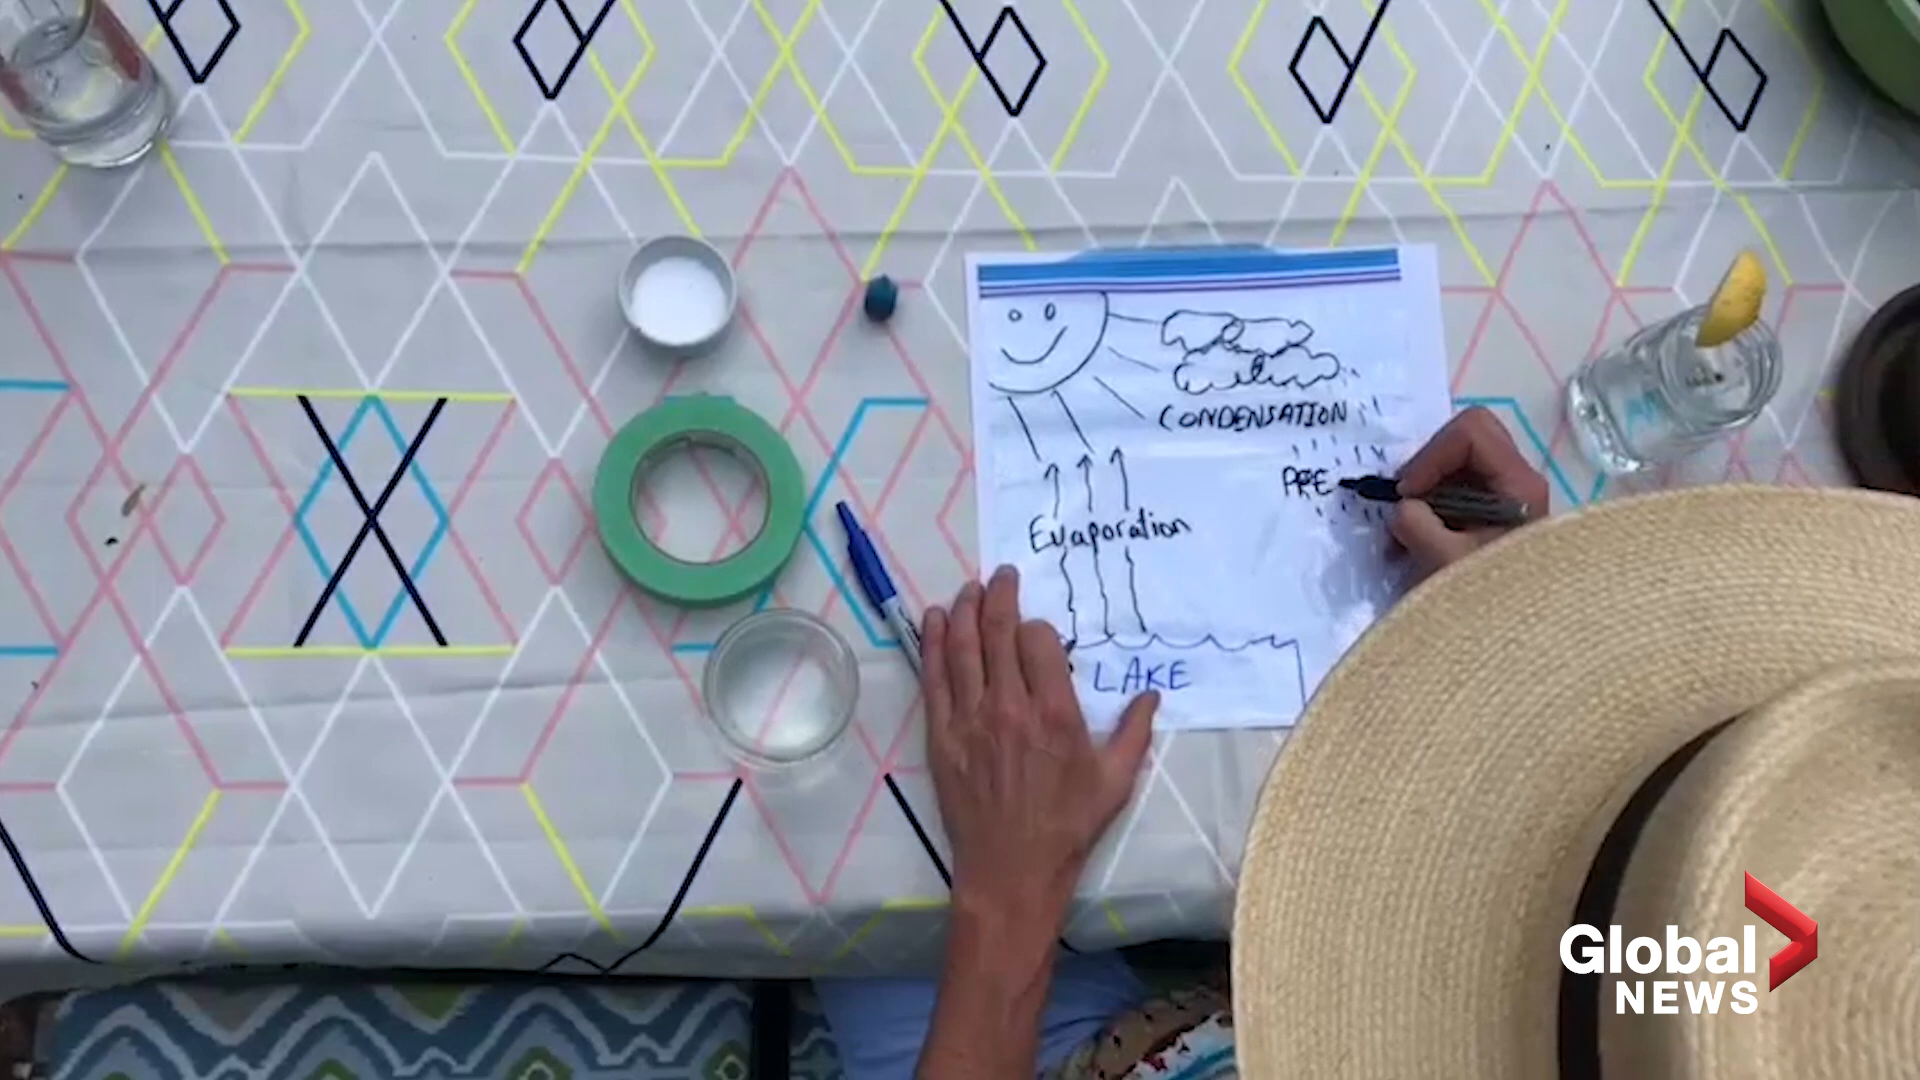 CONDENSATION
PRE
Evaporation
LAKE
Global
NEWS